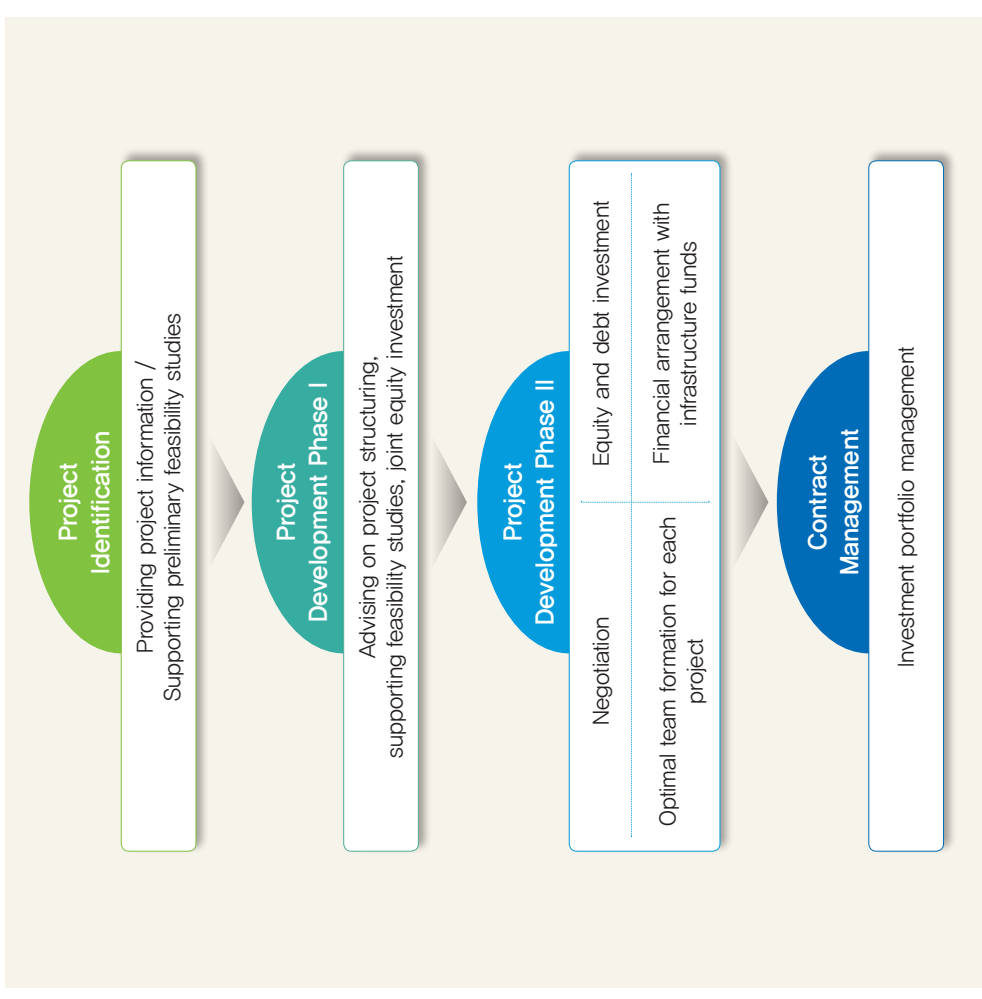 Project
Identification
Providing project information /
Supporting preliminary feasibility studies
Project
Development Phase I
Advising on project structuring,
supporting feasibility studies, joint equity investment
Project
Development Phase II
Negotiation
Equity and debt investment
Optimal team formation for each
project
Financial arrangement with
infrastructure funds
Contract
Management
Investment portfolio management